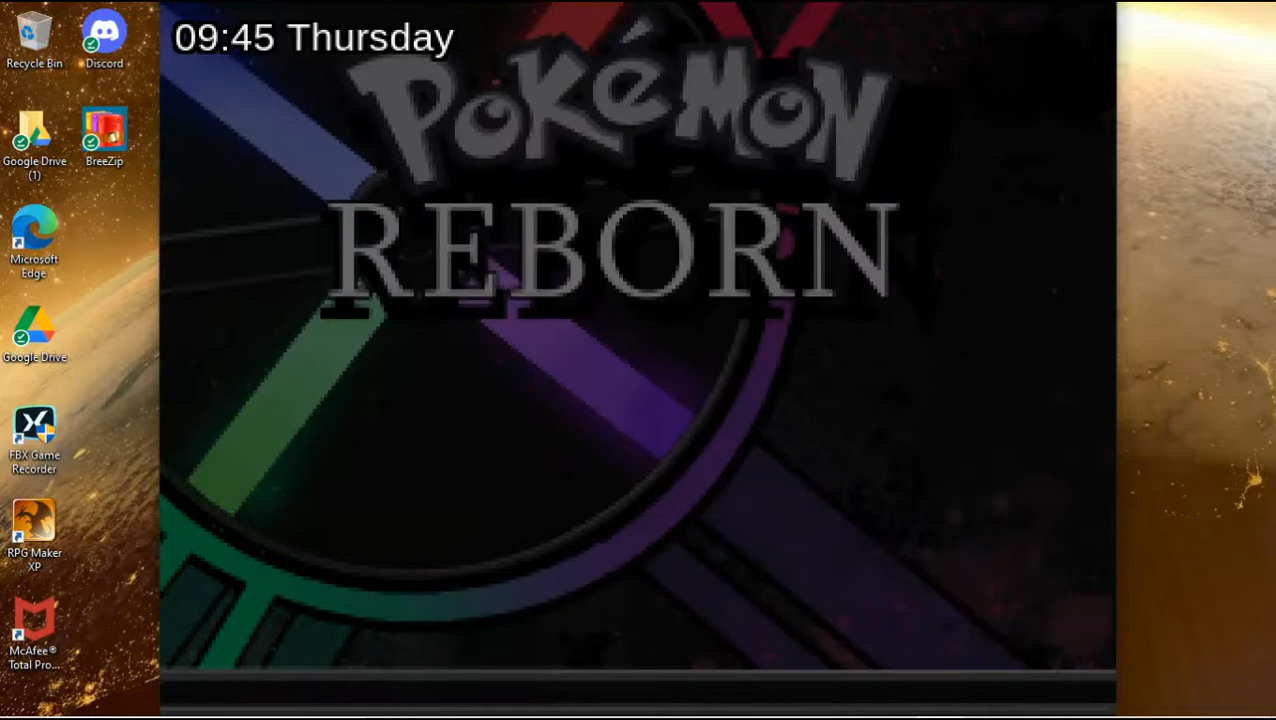 09:45 Thursday
POKéMON
REBORN
Recycle Bin
Discord
Google Drive
(1)
BreeZip
Microsoft
Edge
Google Drive
FBX Game
Recorder
RPG Maker
XP
McAfee®
Total Pro...